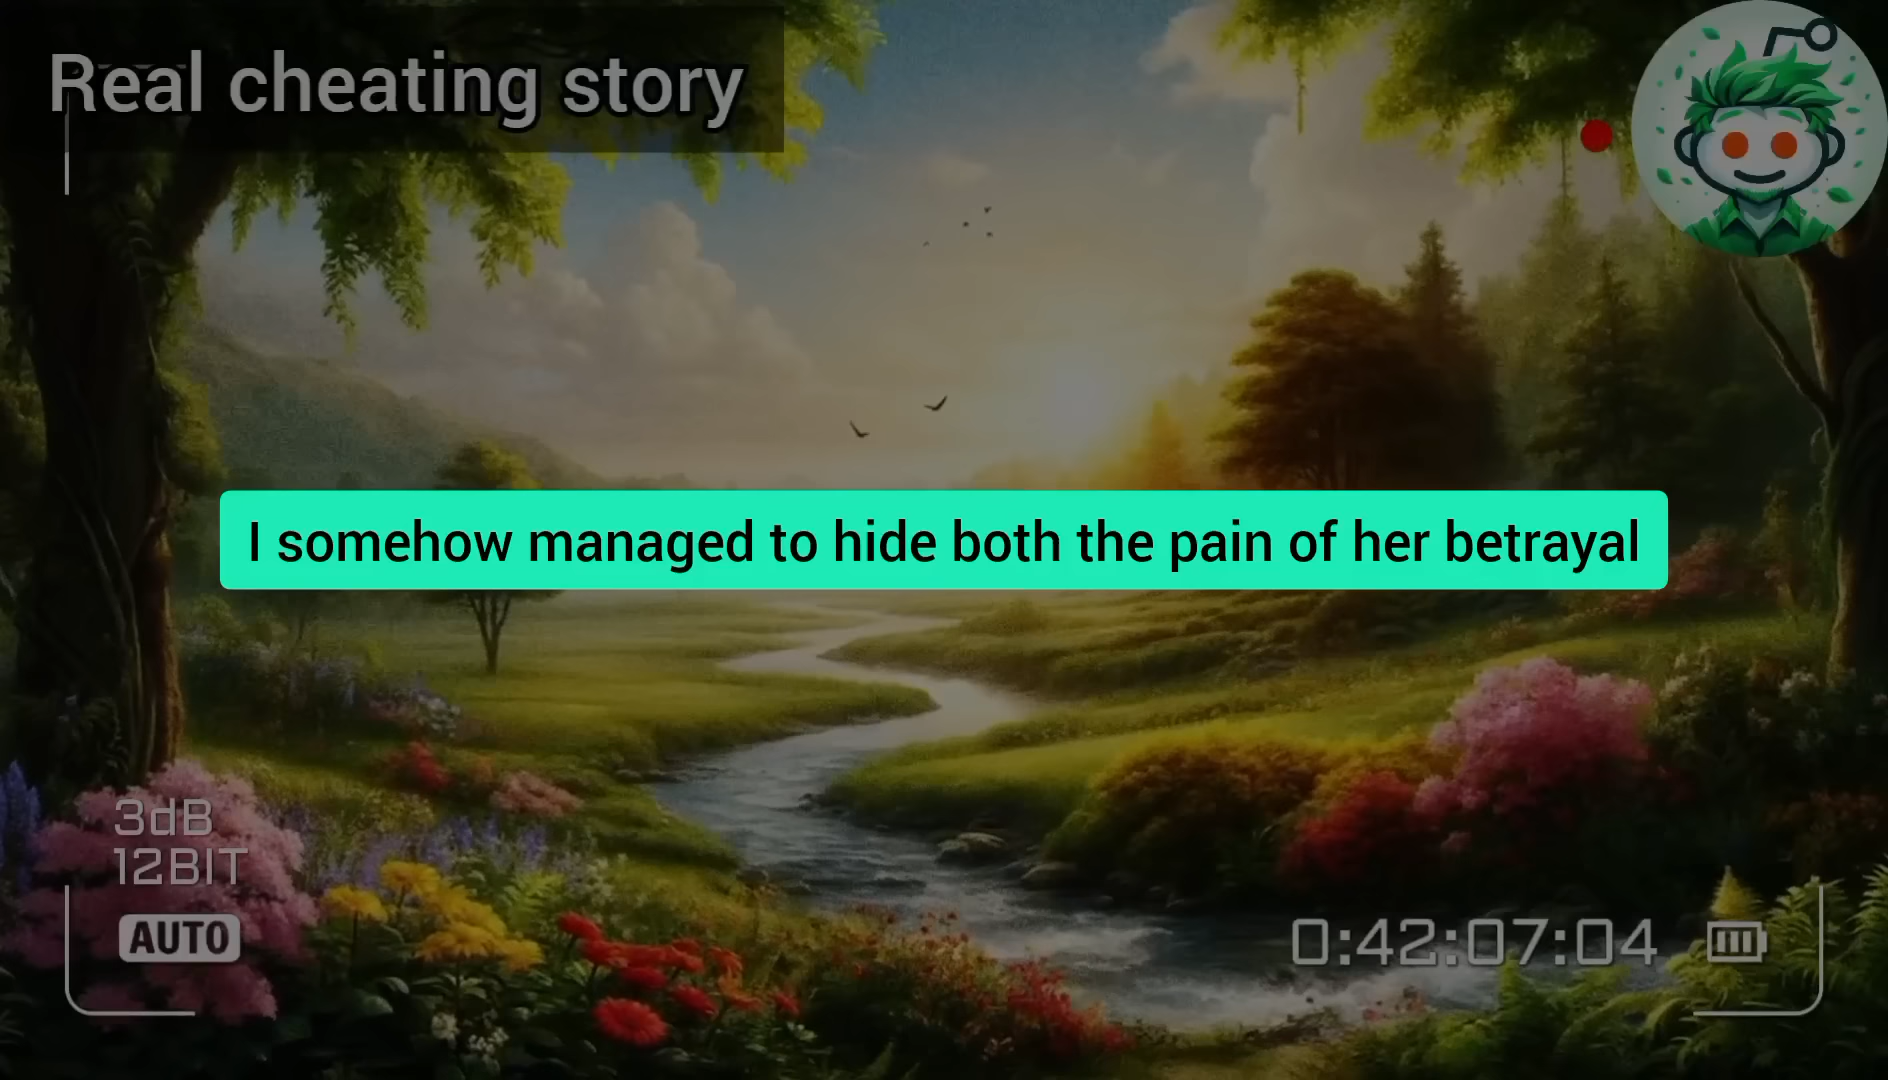 Real cheating story
I somehow managed to hide both the pain of her betrayal
3dB
12BIT
AUTO
0:42:07:04